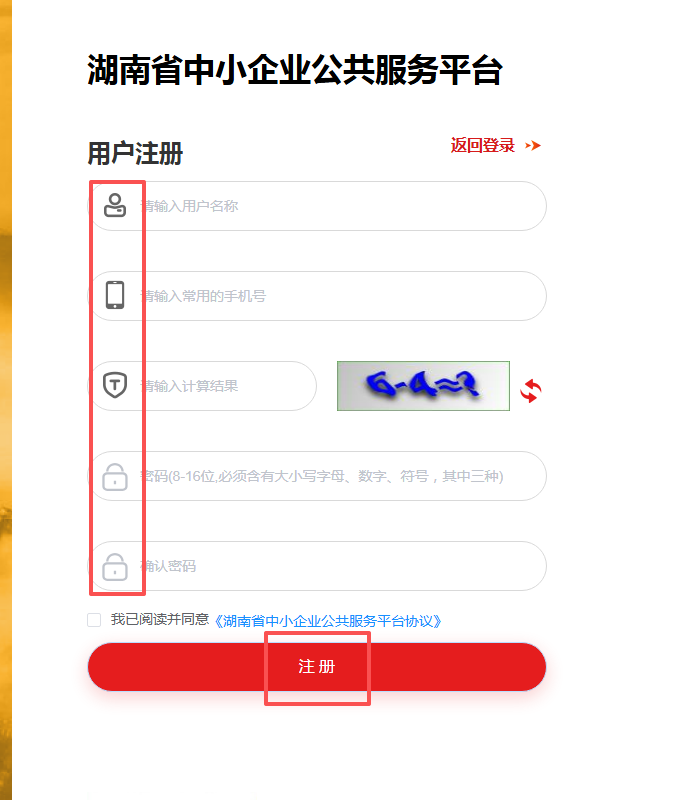 湖南省中小企业公共服务平台
用户注册
返回登录
请输入用户名称
请输入常用的手机号
请输入计算结果
6-4=?
密码(8-16位,必须含有大小写字母、数字、符号，其中三种)
确认密码
我已阅读并同意《湖南省中小企业公共服务平台协议》
注 册